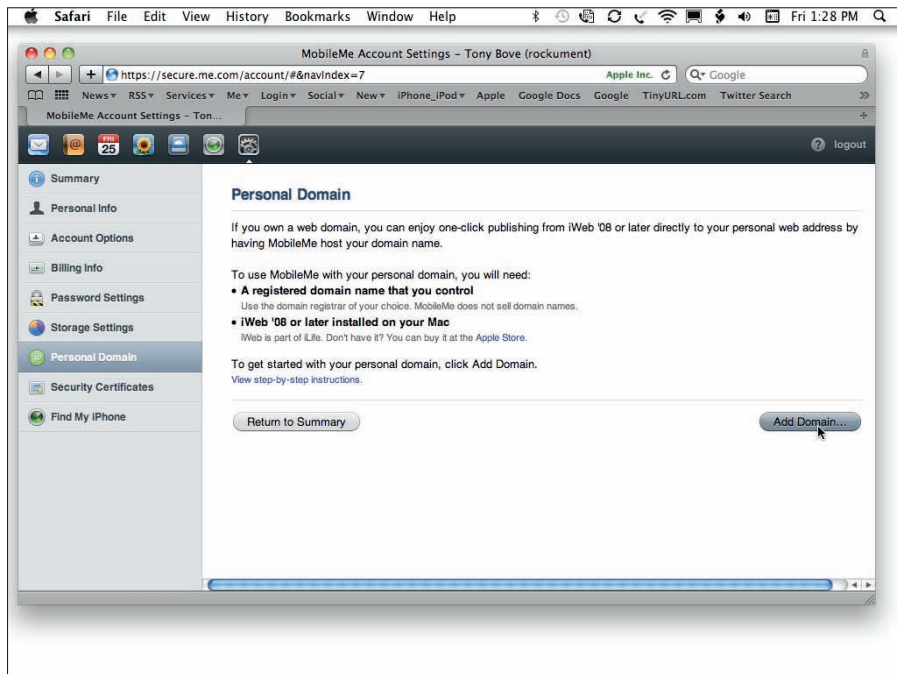 Safari File Edit View History Bookmarks Window Help Fri 1:28 PM
MobileMe Account Settings – Tony Bove (rockument)
https://secure.me.com/account/#&navIndex=7 Apple Inc. Google
News RSS Services Me Login Social New iPhone_iPod Apple Google Docs Google TinyURL.com Twitter Search
MobileMe Account Settings - Ton...
FRI
25
logout
Summary
Personal Info
Account Options
Billing Info
Password Settings
Storage Settings
Personal Domain
Security Certificates
Find My iPhone
Personal Domain
If you own a web domain, you can enjoy one-click publishing from iWeb '08 or later directly to your personal web address by
having MobileMe host your domain name.
To use MobileMe with your personal domain, you will need:
• A registered domain name that you control
Use the domain registrar of your choice. MobileMe does not sell domain names.
• iWeb '08 or later installed on your Mac
iWeb is part of iLife. Don't have it? You can buy it at the Apple Store.
To get started with your personal domain, click Add Domain.
View step-by-step instructions.
Return to Summary
Add Domain...